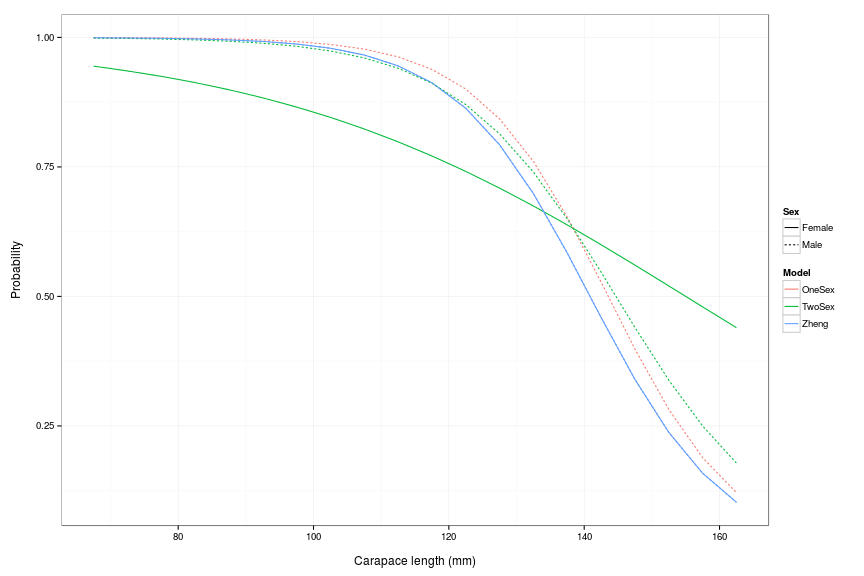 1.00
0.75
0.50
0.25
Probability
80
100
120
140
160
Carapace length (mm)
Sex
Female
Male
Model
OneSex
TwoSex
Zheng